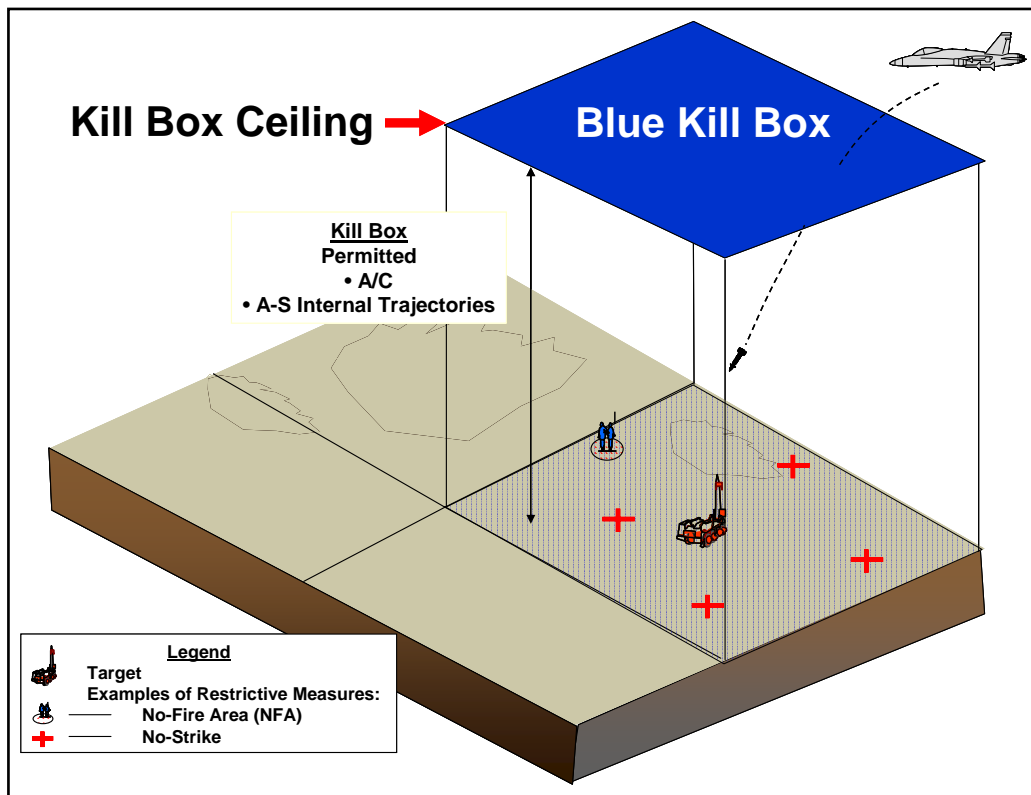 Kill Box Ceiling
Blue Kill Box
Kill Box
Permitted
• A/C
• A-S Internal Trajectories
Legend
Target
Examples of Restrictive Measures:
No-Fire Area (NFA)
No-Strike